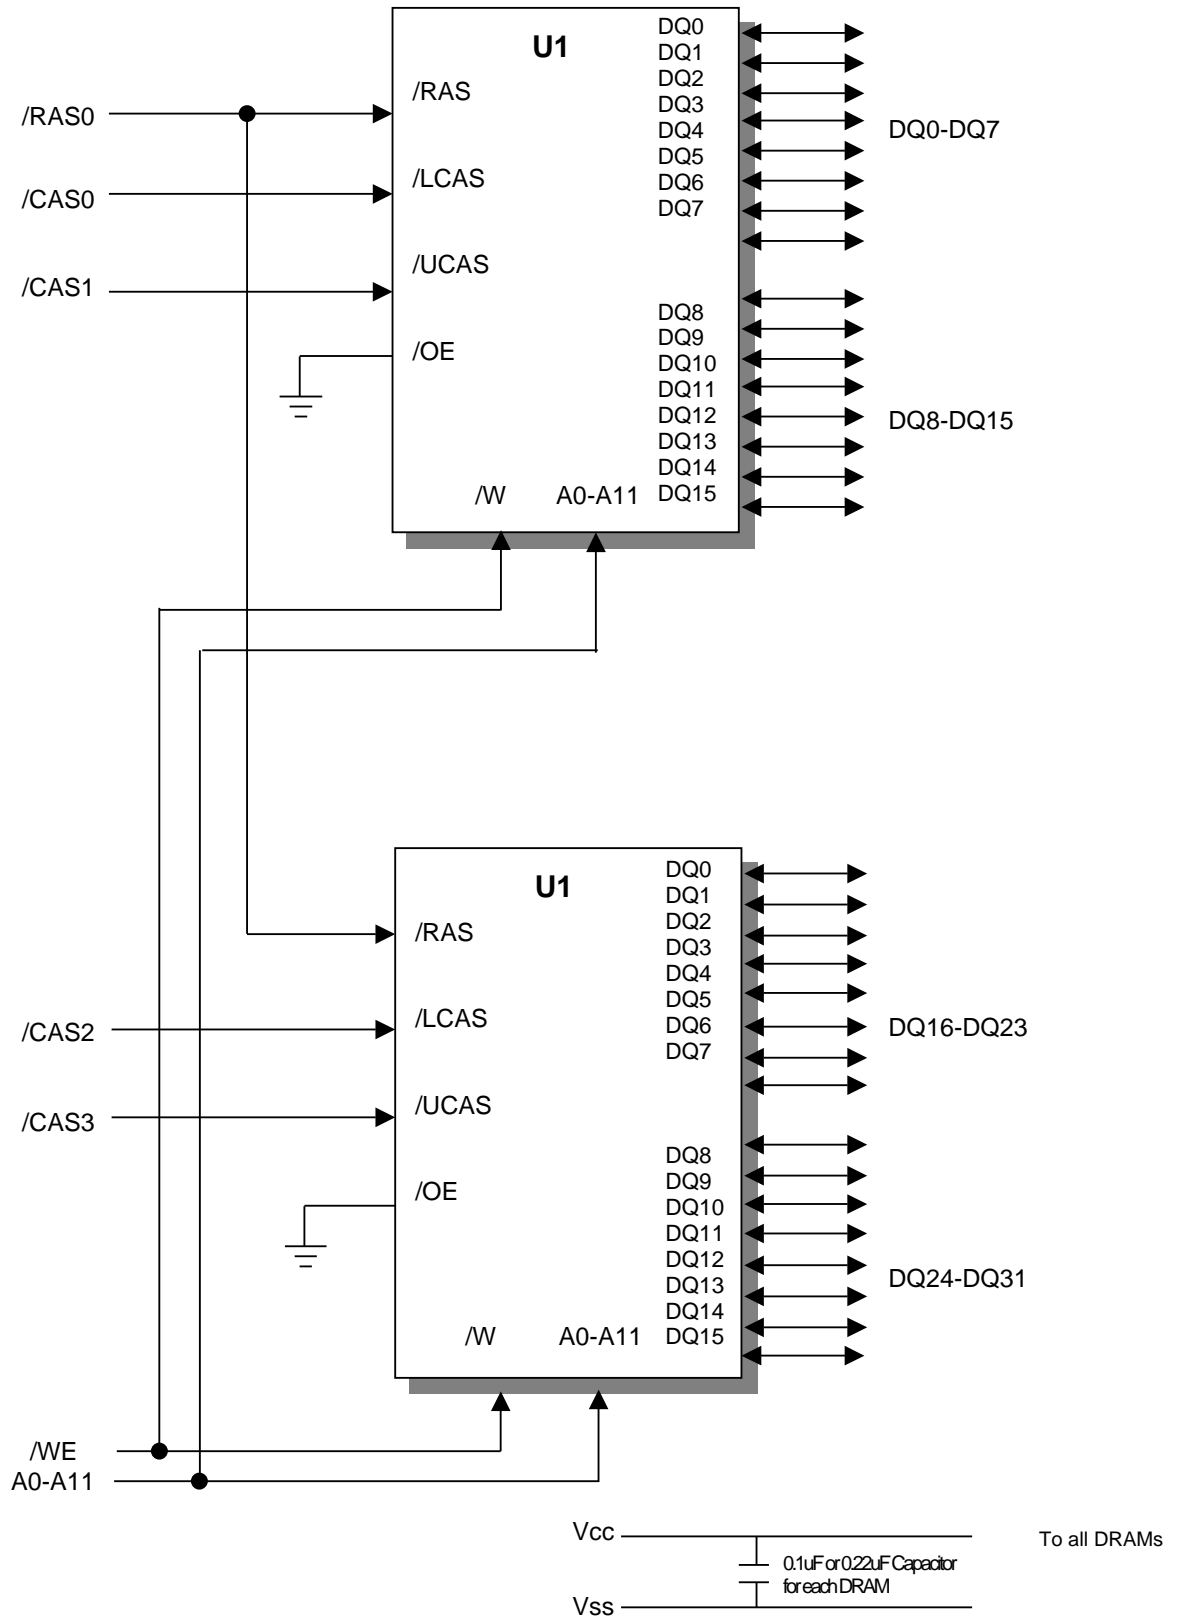 U1
/RAS0
/CAS0
/CAS1
/RAS
/LCAS
/UCAS
/OE
/W
A0-A11
DQ0
DQ1
DQ2
DQ3
DQ4
DQ5
DQ6
DQ7
DQ8
DQ9
DQ10
DQ11
DQ12
DQ13
DQ14
DQ15
DQ0-DQ7
DQ8-DQ15
U1
/CAS2
/CAS3
/RAS
/LCAS
/UCAS
/OE
/W
A0-A11
DQ0
DQ1
DQ2
DQ3
DQ4
DQ5
DQ6
DQ7
DQ8
DQ9
DQ10
DQ11
DQ12
DQ13
DQ14
DQ15
DQ16-DQ23
DQ24-DQ31
/WE
A0-A11
Vcc
To all DRAMs
0.1uF or 0.22uF Capacitor
for each DRAM
Vss